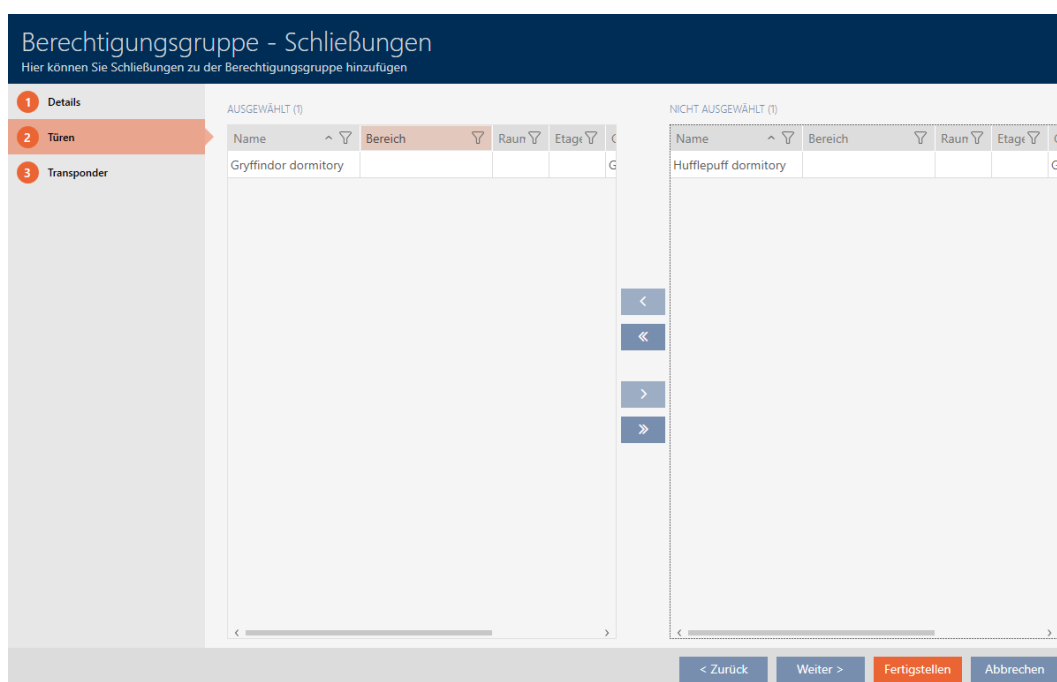 Berechtigungsgruppe - Schließungen
Hier können Sie Schließungen zu der Berechtigungsgruppe hinzufügen
1 Details
2 Türen
3 Transponder
AUSGEWÄHLT (1)
Name Bereich Raun Etage
Gryffindor dormitory G
NICHT AUSGEWÄHLT (1)
Name Bereich Raun Etage
Hufflepuff dormitory G
< Zurück Weiter > Fertigstellen Abbrechen